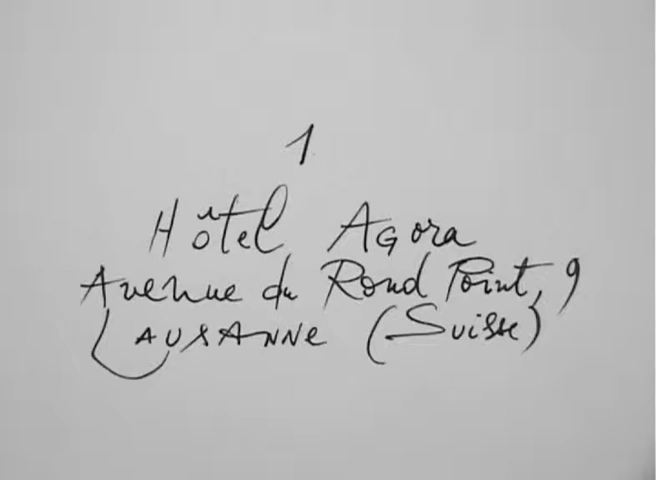 1
Hôtel Agora
Avenue du Rond Point, 9
LAUSANNE (Suisse)